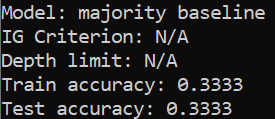 Model: majority baseline
IG Criterion: N/A
Depth limit: N/A
Train accuracy: 0.3333
Test accuracy: 0.3333